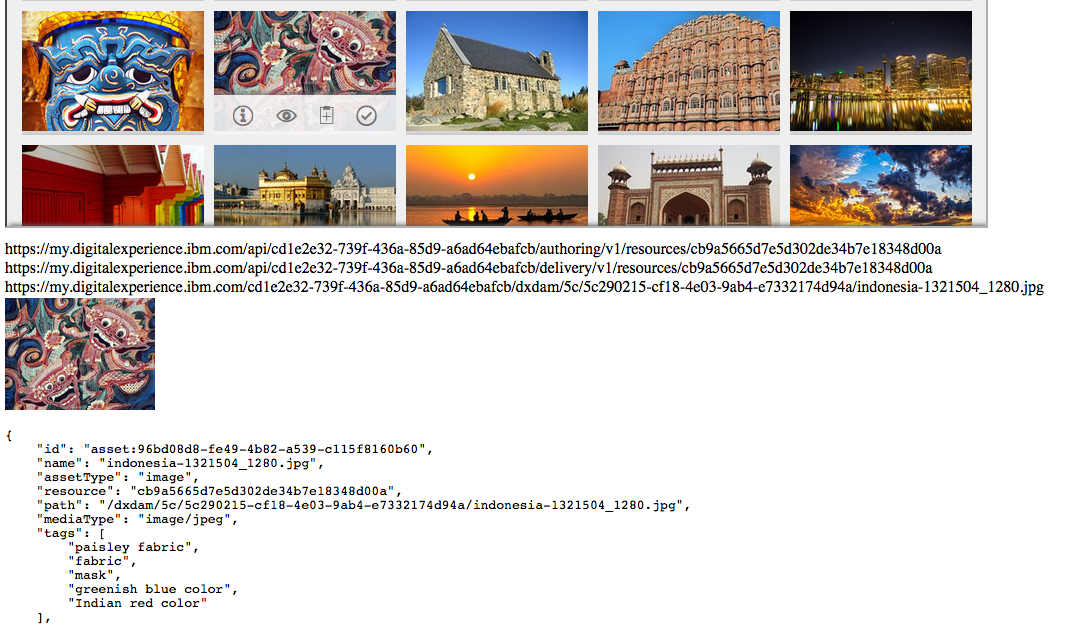 https://my.digitalexperience.ibm.com/api/cd1e2e32-739f-436a-85d9-a6ad64ebafcb/authoring/v1/resources/cb9a5665d7e5d302de34b7e18348d00a
https://my.digitalexperience.ibm.com/api/cd1e2e32-739f-436a-85d9-a6ad64ebafcb/delivery/v1/resources/cb9a5665d7e5d302de34b7e18348d00a
https://my.digitalexperience.ibm.com/cd1e2e32-739f-436a-85d9-a6ad64ebafcb/dxdam/5c/5c290215-cf18-4e03-9ab4-e7332174d94a/indonesia-1321504_1280.jpg
{
    "id": "asset:96bd08d8-fe49-4b82-a539-c115f8160b60",
    "name": "indonesia-1321504_1280.jpg",
    "assetType": "image",
    "resource": "cb9a5665d7e5d302de34b7e18348d00a",
    "path": "/dxdam/5c/5c290215-cf18-4e03-9ab4-e7332174d94a/indonesia-1321504_1280.jpg",
    "mediaType": "image/jpeg",
    "tags": [
        "paisley fabric",
        "fabric",
        "mask",
        "greenish blue color",
        "Indian red color"
    ],